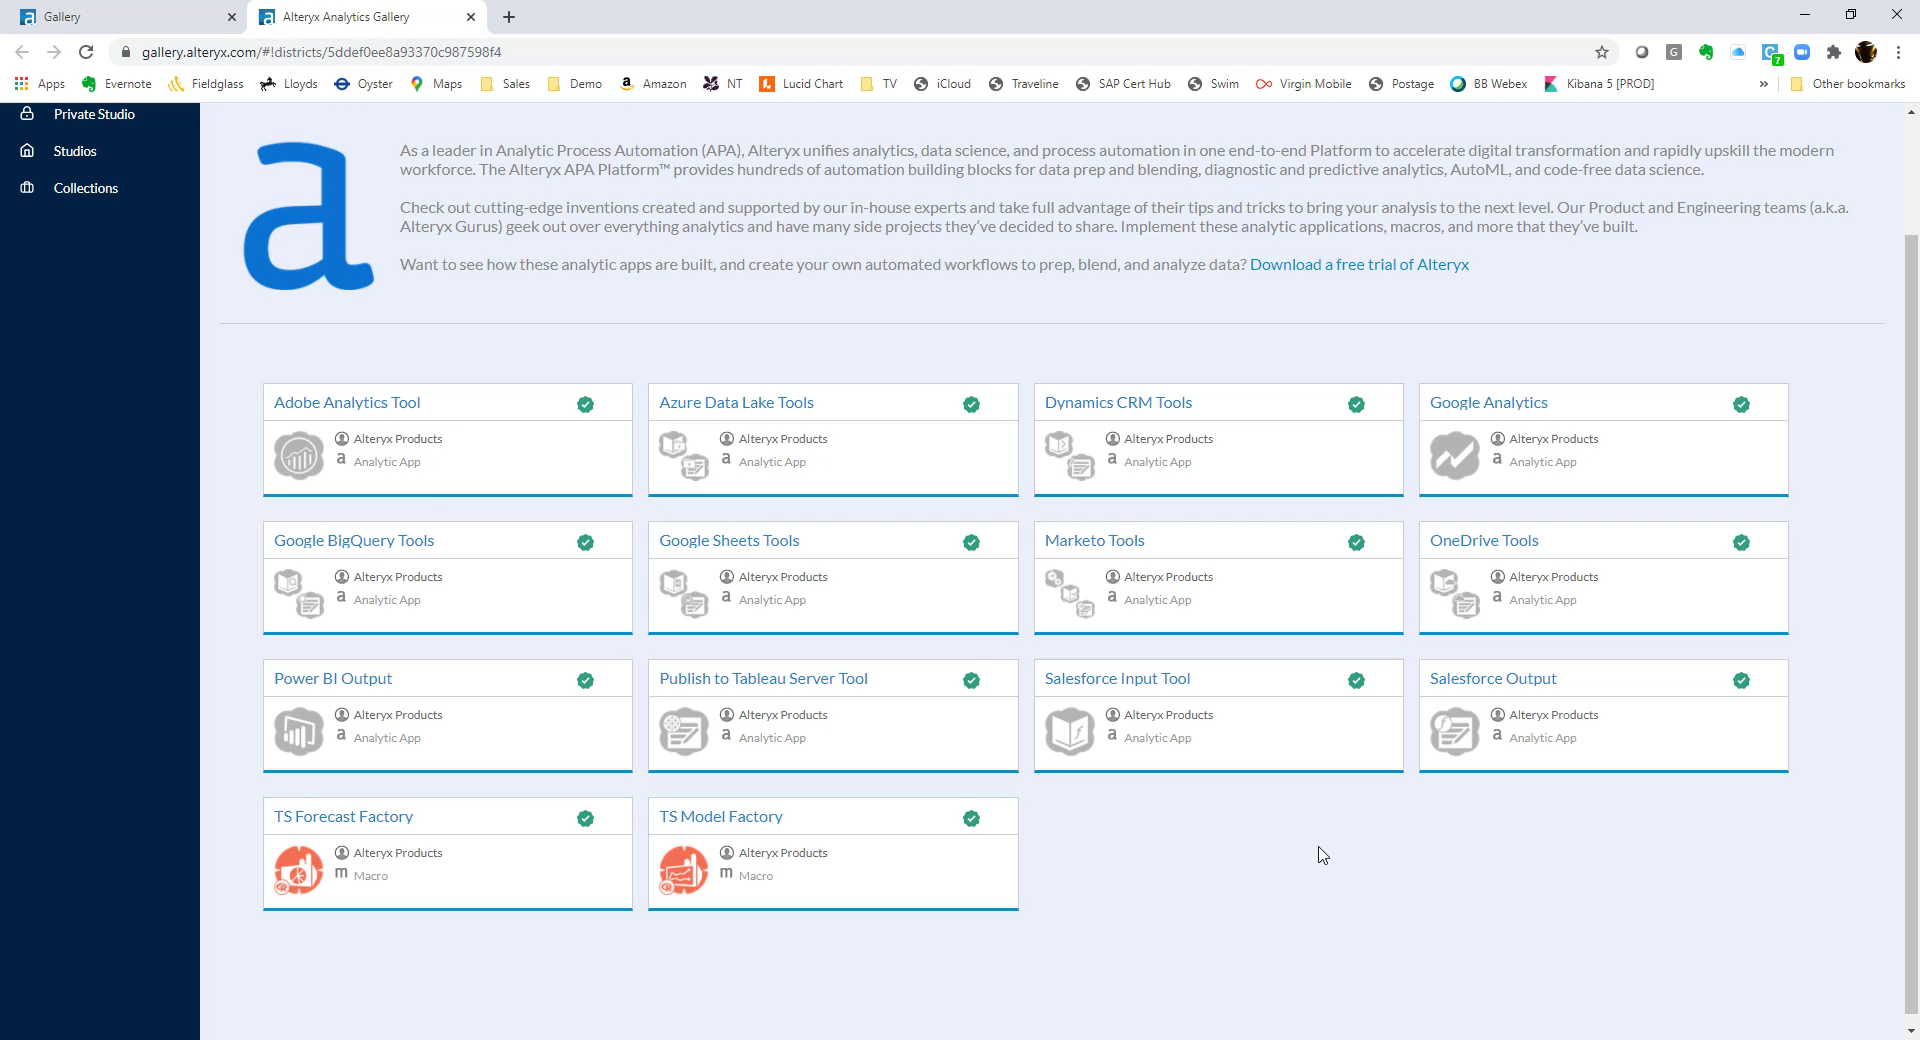 Gallery
Alteryx Analytics Gallery
gallery.alteryx.com/#!districts/5ddef0ee8a93370c987598f4
G
7
Apps Evernote Fieldglass Lloyds Oyster Maps Sales Demo Amazon NT Lucid Chart TV iCloud Traveline SAP Cert Hub Swim Virgin Mobile Postage BB Webex Kibana 5 [PROD] » Other bookmarks
Private Studio
Studios
Collections
a
As a leader in Analytic Process Automation (APA), Alteryx unifies analytics, data science, and process automation in one end-to-end Platform to accelerate digital transformation and rapidly upskill the modern
workforce. The Alteryx APA Platform™ provides hundreds of automation building blocks for data prep and blending, diagnostic and predictive analytics, AutoML, and code-free data science.
Check out cutting-edge inventions created and supported by our in-house experts and take full advantage of their tips and tricks to bring your analysis to the next level. Our Product and Engineering teams (a.k.a.
Alteryx Gurus) geek out over everything analytics and have many side projects they've decided to share. Implement these analytic applications, macros, and more that they've built.
Want to see how these analytic apps are built, and create your own automated workflows to prep, blend, and analyze data? Download a free trial of Alteryx
Adobe Analytics Tool
Alteryx Products
a Analytic App
Azure Data Lake Tools
Alteryx Products
a Analytic App
Dynamics CRM Tools
Alteryx Products
a Analytic App
Google Analytics
Alteryx Products
a Analytic App
Google BigQuery Tools
Alteryx Products
a Analytic App
Google Sheets Tools
Alteryx Products
a Analytic App
Marketo Tools
Alteryx Products
a Analytic App
OneDrive Tools
Alteryx Products
a Analytic App
Power BI Output
Alteryx Products
a Analytic App
Publish to Tableau Server Tool
Alteryx Products
a Analytic App
Salesforce Input Tool
Alteryx Products
a Analytic App
Salesforce Output
Alteryx Products
a Analytic App
TS Forecast Factory
Alteryx Products
m Macro
TS Model Factory
Alteryx Products
m Macro